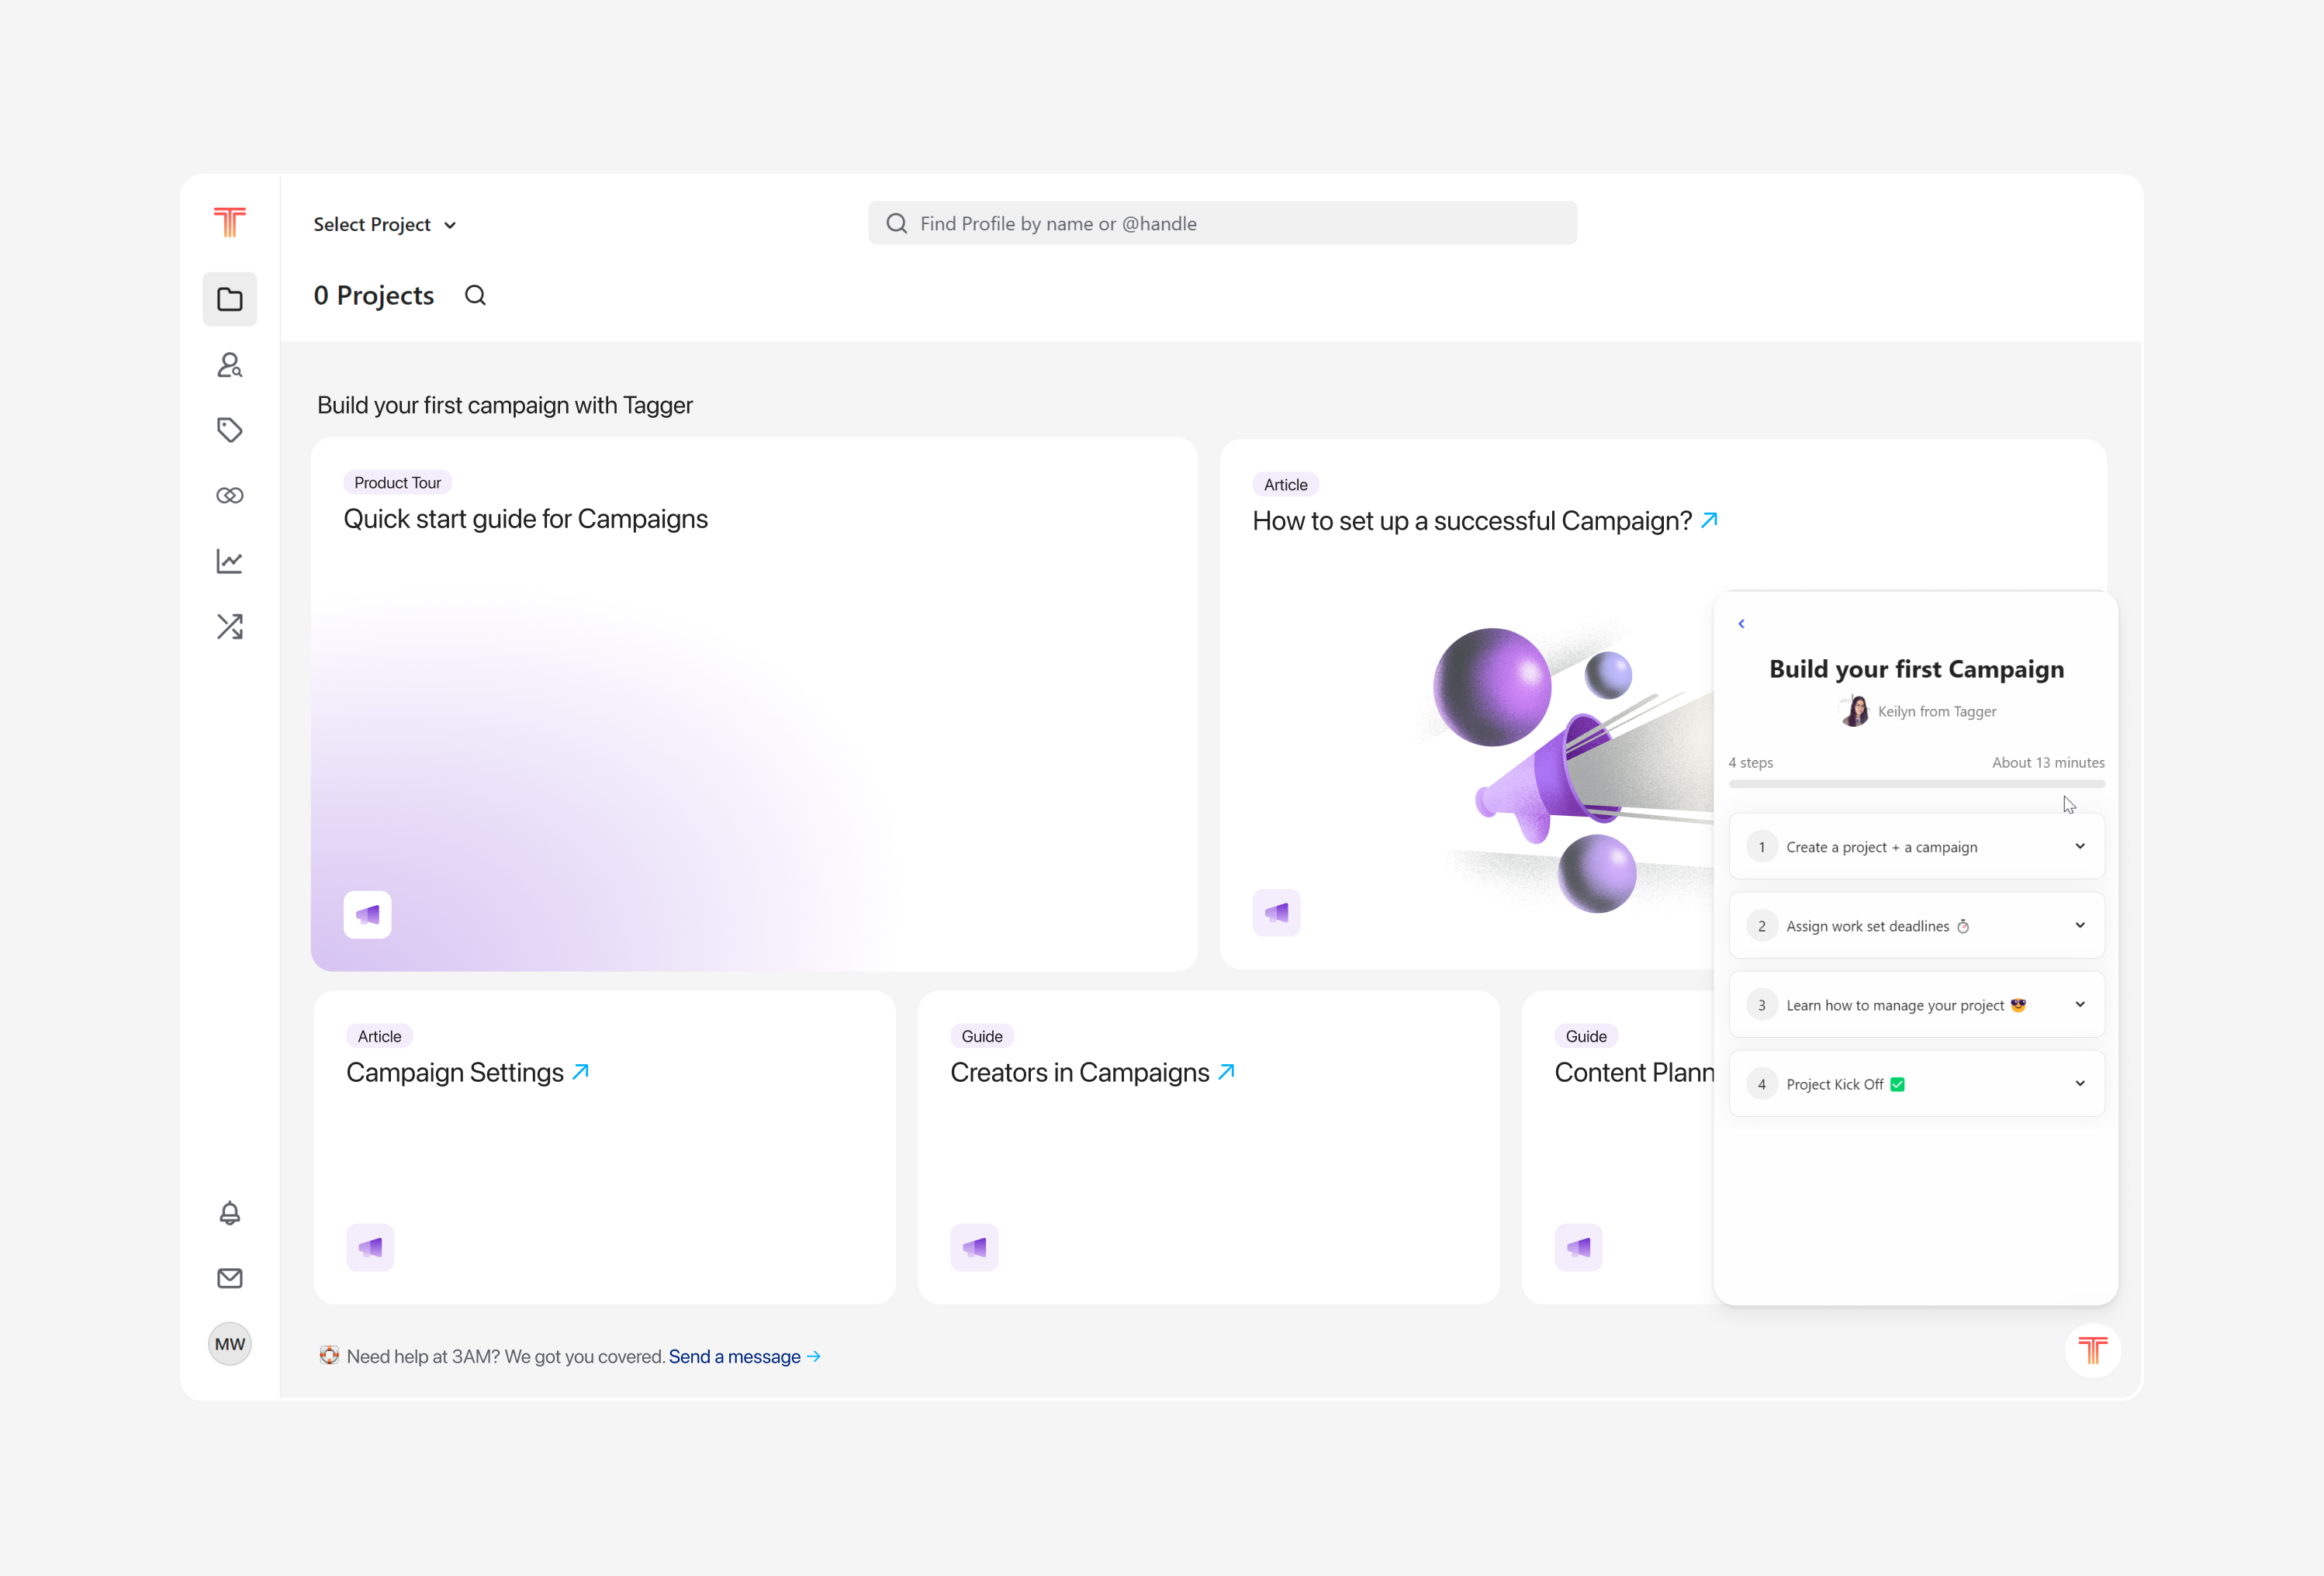 Select Project
Find Profile by name or @handle
0 Projects
Build your first campaign with Tagger
Product Tour
Quick start guide for Campaigns
Article
How to set up a successful Campaign?
Build your first Campaign
Keilyn from Tagger
4 steps
About 13 minutes
1 Create a project + a campaign
2 Assign work set deadlines
3 Learn how to manage your project
4 Project Kick Off
Article
Campaign Settings
Guide
Creators in Campaigns
Guide
Content Plann
MW
Need help at 3AM? We got you covered. Send a message